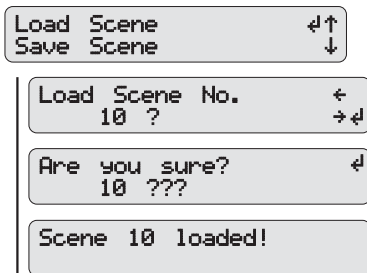 Load Scene ↲↑
Save Scene ↓
Load Scene No. ←
10 ? →↲
Are you sure? ↲
10 ???
Scene 10 loaded!